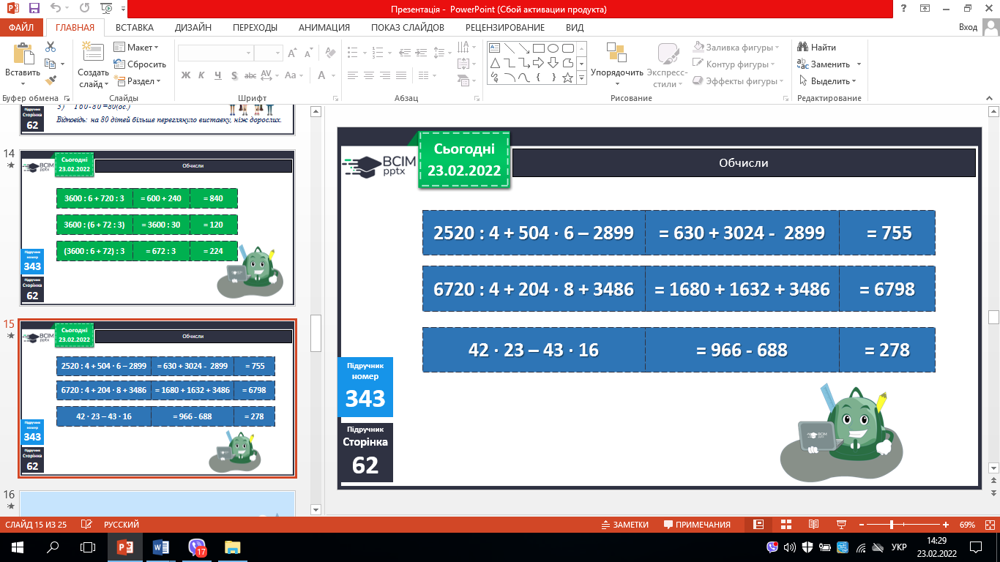 Презентація -  PowerPoint (Сбой активации продукта)
ФАЙЛ ГЛАВНАЯ ВСТАВКА ДИЗАЙН ПЕРЕХОДЫ АНИМАЦИЯ ПОКАЗ СЛАЙДОВ РЕЦЕНЗИРОВАНИЕ ВИД Вход
Вставить
Буфер обмена
Создать слайд
Макет
Сбросить
Раздел
Слайды
Ж К Ч S abc AV Aa A
Шрифт
Абзац
Упорядочить
Экспресс-стили
Заливка фигуры
Контур фигуры
Эффекты фигуры
Рисование
Найти
Заменить
Выделить
Редактирование
3) 160-80=80(ос.)
Відповідь: на 80 дітей більше переглянуло виставку, ніж дорослих.
Підручник
Сторінка
62
14
Сьогодні
23.02.2022
BCIM
pptx
Обчисли
3600 : 6 + 720 : 3 = 600 + 240 = 840
3600 : (6 + 72 : 3) = 3600 : 30 = 120
(3600 : 6 + 72) : 3 = 672 : 3 = 224
Підручник
номер
343
Підручник
Сторінка
62
15
Сьогодні
23.02.2022
BCIM
pptx
Обчисли
2520 : 4 + 504 · 6 – 2899 = 630 + 3024 -  2899 = 755
6720 : 4 + 204 · 8 + 3486 = 1680 + 1632 + 3486 = 6798
42 · 23 – 43 · 16 = 966 - 688 = 278
Підручник
номер
343
Підручник
Сторінка
62
16
Сьогодні
23.02.2022
BCIM
pptx
Обчисли
2520 : 4 + 504 · 6 – 2899 = 630 + 3024 -  2899 = 755
6720 : 4 + 204 · 8 + 3486 = 1680 + 1632 + 3486 = 6798
42 · 23 – 43 · 16 = 966 - 688 = 278
Підручник
номер
343
Підручник
Сторінка
62
СЛАЙД 15 ИЗ 25 РУССКИЙ ЗАМЕТКИ ПРИМЕЧАНИЯ 69%
17
УКР
14:29
23.02.2022